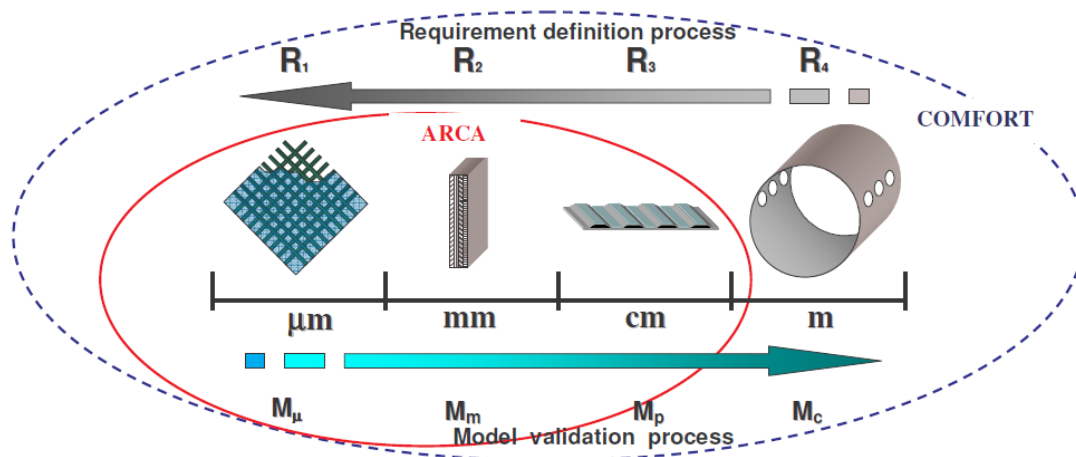 Requirement definition process
R₁ R₂ R₃ R₄
COMFORT
ARCA
μm mm cm m
Mμ Mm Mp Mc
Model validation process